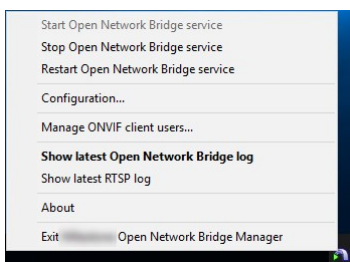 Start Open Network Bridge service
Stop Open Network Bridge service
Restart Open Network Bridge service
Configuration...
Manage ONVIF client users...
Show latest Open Network Bridge log
Show latest RTSP log
About
Exit Open Network Bridge Manager